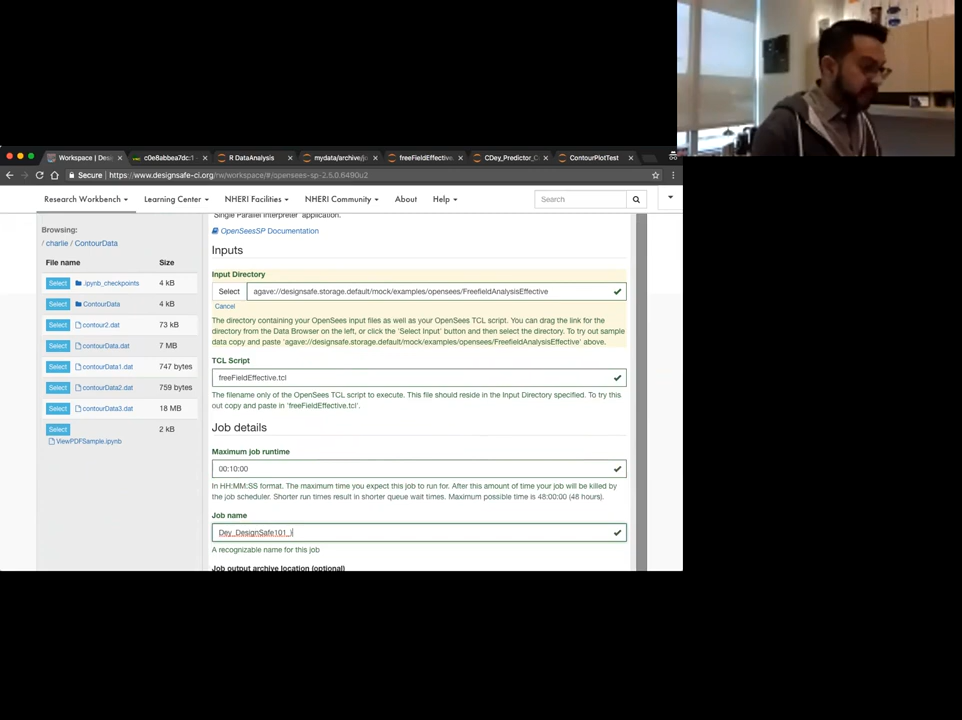 Workspace | Desi
c0e8abbea7dc:1
R DataAnalysis
mydata/archive/jo
freeFieldEffective.
CDey_Predictor_C
ContourPlotTest
Secure | https://www.designsafe-ci.org/rw/workspace/#/opensees-sp-2.5.0.6490u2
Research Workbench
Learning Center
NHERI Facilities
NHERI Community
About
Help
Search
Browsing:
/ charlie / ContourData
File name Size
Select .ipynb_checkpoints 4 kB
Select ContourData 4 kB
Select contour2.dat 73 kB
Select contourData.dat 7 MB
Select contourData1.dat 747 bytes
Select contourData2.dat 759 bytes
Select contourData3.dat 18 MB
Select 2 kB
ViewPDFSample.ipynb
Single Parallel Interpreter application.
OpenSeesSP Documentation
Inputs
Input Directory
Select agave://designsafe.storage.default/mock/examples/opensees/FreefieldAnalysisEffective
Cancel
The directory containing your OpenSees input files as well as your OpenSees TCL script. You can drag the link for the
directory from the Data Browser on the left, or click the 'Select Input' button and then select the directory. To try out sample
data copy and paste 'agave://designsafe.storage.default/mock/examples/opensees/FreefieldAnalysisEffective' above.
TCL Script
freeFieldEffective.tcl
The filename only of the OpenSees TCL script to execute. This file should reside in the Input Directory specified. To try this
out copy and paste in 'freeFieldEffective.tcl'.
Job details
Maximum job runtime
00:10:00
In HH:MM:SS format. The maximum time you expect this job to run for. After this amount of time your job will be killed by
the job scheduler. Shorter run times result in shorter queue wait times. Maximum possible time is 48:00:00 (48 hours).
Job name
Dey_DesignSafe101_j
A recognizable name for this job
Job output archive location (optional)